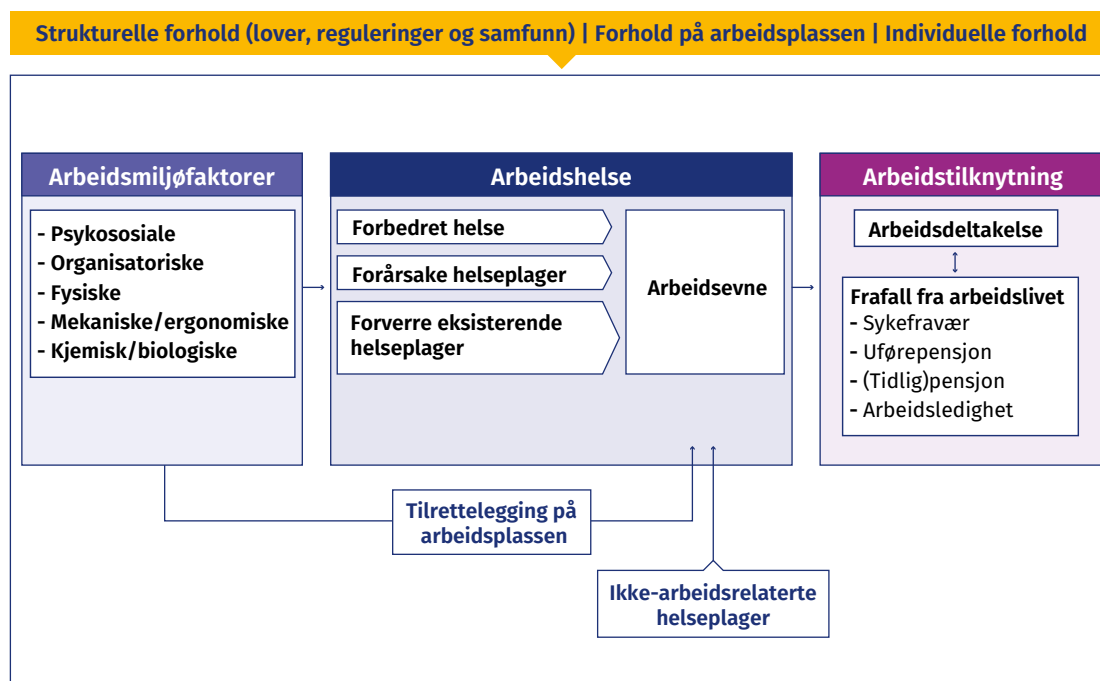 Strukturelle forhold (lover, reguleringer og samfunn) | Forhold på arbeidsplassen | Individuelle forhold
Arbeidsmiljøfaktorer
- Psykososiale
- Organisatoriske
- Fysiske
- Mekaniske/ergonomiske
- Kjemisk/biologiske
Arbeidshelse
Forbedret helse
Forårsake helseplager
Forverre eksisterende
helseplager
Arbeidsevne
Arbeidstilknytning
Arbeidsdeltakelse
Frafall fra arbeidslivet
- Sykefravær
- Uførepensjon
- (Tidlig)pensjon
- Arbeidsledighet
Tilrettelegging på
arbeidsplassen
Ikke-arbeidsrelaterte
helseplager